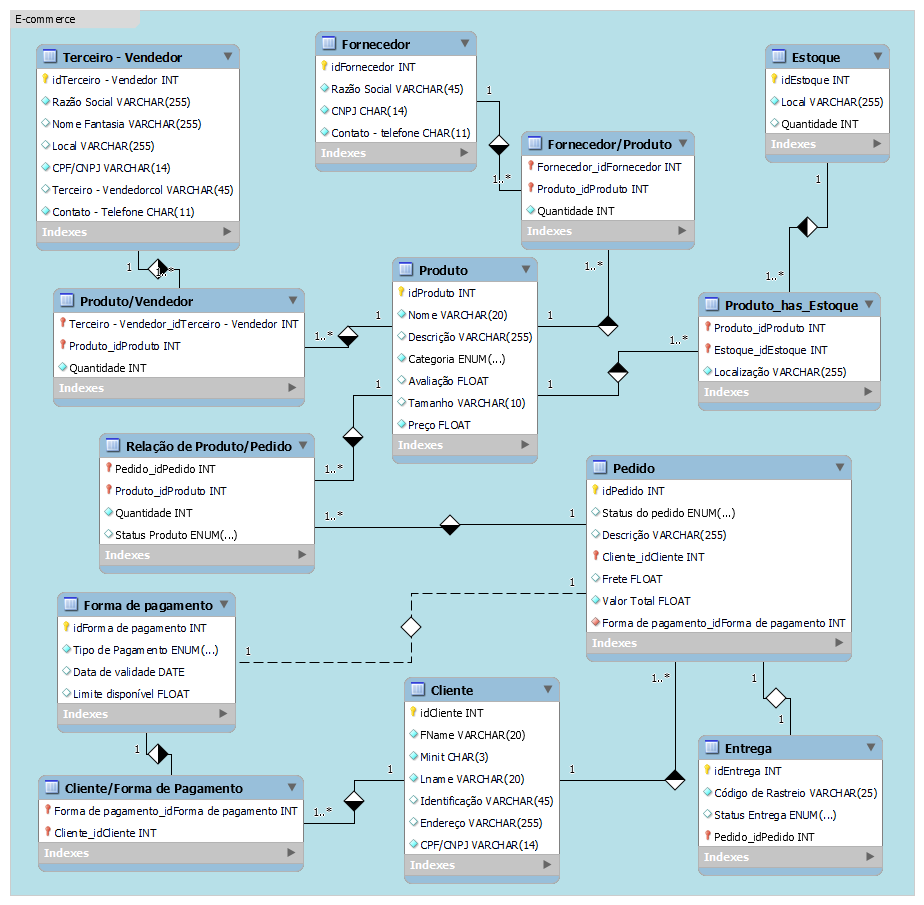 E-commerce
Terceiro - Vendedor
idTerceiro - Vendedor INT
Razão Social VARCHAR(255)
Nome Fantasia VARCHAR(255)
Local VARCHAR(255)
CPF/CNPJ VARCHAR(14)
Terceiro - Vendedorcol VARCHAR(45)
Contato - Telefone CHAR(11)
Indexes
Fornecedor
idFornecedor INT
Razão Social VARCHAR(45)
CNPJ CHAR(14)
Contato - telefone CHAR(11)
Indexes
1
1..*
Fornecedor/Produto
Fornecedor_idFornecedor INT
Produto_idProduto INT
Quantidade INT
Indexes
Estoque
idEstoque INT
Local VARCHAR(255)
Quantidade INT
Indexes
1
1..*
1
1..*
Produto/Vendedor
Terceiro - Vendedor_idTerceiro - Vendedor INT
Produto_idProduto INT
Quantidade INT
Indexes
1..*
1
Produto
idProduto INT
Nome VARCHAR(20)
Descrição VARCHAR(255)
Categoria ENUM(...)
Avaliação FLOAT
Tamanho VARCHAR(10)
Preço FLOAT
Indexes
1..*
1
1
1..*
Produto_has_Estoque
Produto_idProduto INT
Estoque_idEstoque INT
Localização VARCHAR(255)
Indexes
1
1..*
Relação de Produto/Pedido
Pedido_idPedido INT
Produto_idProduto INT
Quantidade INT
Status Produto ENUM(...)
Indexes
1..*
1
Pedido
idPedido INT
Status do pedido ENUM(...)
Descrição VARCHAR(255)
Cliente_idCliente INT
Frete FLOAT
Valor Total FLOAT
Forma de pagamento_idForma de pagamento INT
Indexes
1
1
Forma de pagamento
idForma de pagamento INT
Tipo de Pagamento ENUM(...)
Data de validade DATE
Limite disponível FLOAT
Indexes
1
Cliente/Forma de Pagamento
Forma de pagamento_idForma de pagamento INT
Cliente_idCliente INT
Indexes
1..*
1
Cliente
idCliente INT
FName VARCHAR(20)
Minit CHAR(3)
Lname VARCHAR(20)
Identificação VARCHAR(45)
Endereço VARCHAR(255)
CPF/CNPJ VARCHAR(14)
Indexes
1
1..*
1
1
Entrega
idEntrega INT
Código de Rastreio VARCHAR(25)
Status Entrega ENUM(...)
Pedido_idPedido INT
Indexes